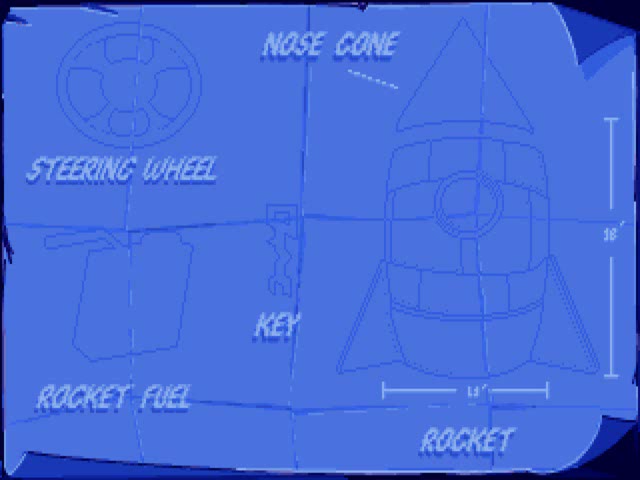 NOSE CONE
STEERING WHEEL
KEY
ROCKET FUEL
ROCKET